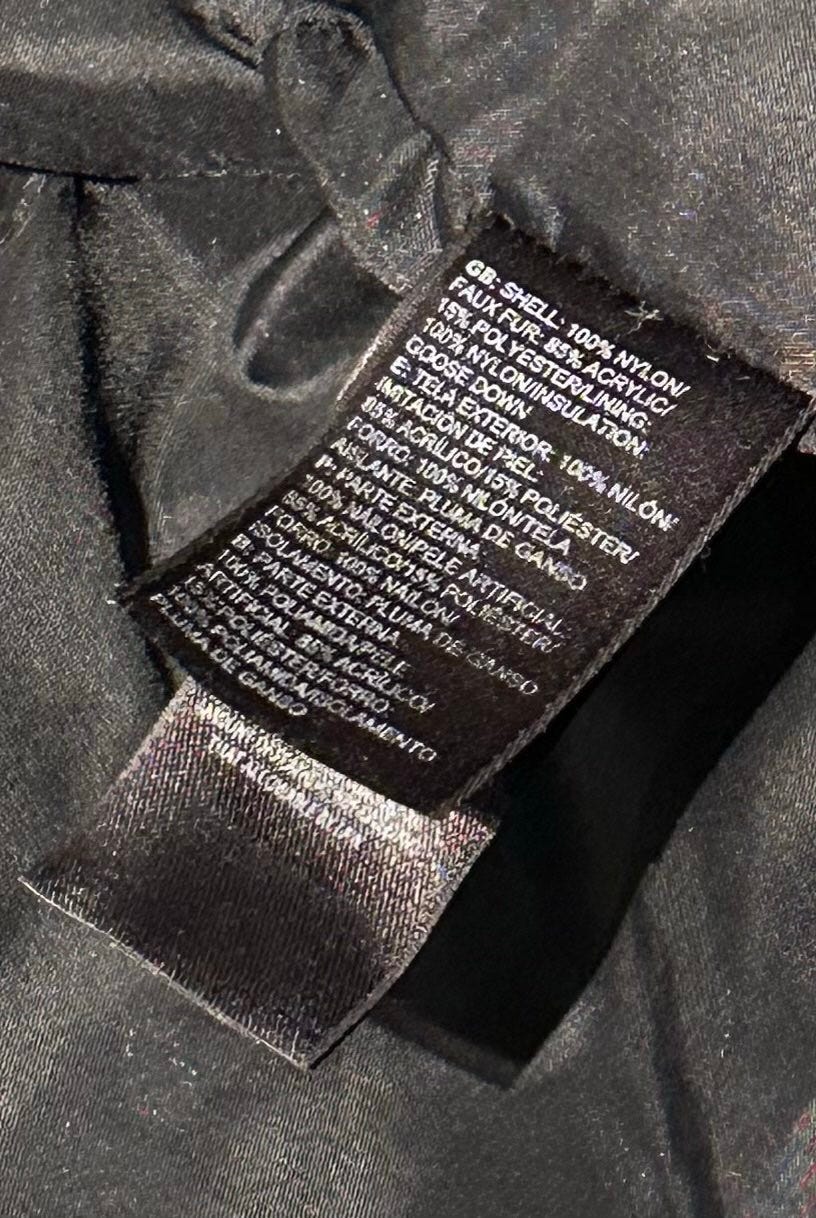 GB: SHELL: 100% NYLON/
FAUX FUR: 85% ACRYLIC/
15% POLYESTER/LINING:
100% NYLON/INSULATION:
GOOSE DOWN
E: TELA EXTERIOR: 100% NILÓN/
IMITACIÓN DE PIEL:
85% ACRÍLICO/15% POLIÉSTER/
FORRO: 100% NILÓN/TELA
AISLANTE: PLUMA DE GANSO
P: PARTE EXTERNA
100% NAILON/PELE ARTIFICIAL:
85% ACRÍLICO/15% POLIÉSTER/
FORRO: 100% NAILON/
ISOLAMENTO: PLUMA DE GANSO
B: PARTE EXTERNA:
100% POLIAMIDA/PELE
ARTIFICIAL: 85% ACRÍLICO/
15% POLIÉSTER/FORRO:
100% POLIAMIDA/ISOLAMENTO
PLUMA DE GANSO